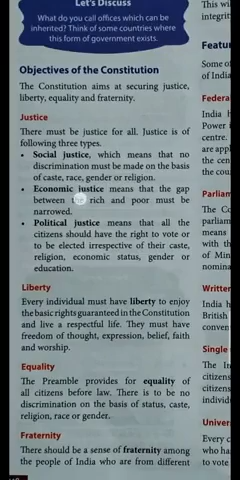 Let's Discuss
What do you call offices which can be
inherited? Think of some countries where
this form of government exists.
Objectives of the Constitution
The Constitution aims at securing justice,
liberty, equality and fraternity.
Justice
There must be justice for all. Justice is of
following three types.
• Social justice, which means that no
discrimination must be made on the basis
of caste, race, gender or religion.
• Economic justice means that the gap
between the rich and poor must be
narrowed.
• Political justice means that all the
citizens should have the right to vote or
to be elected irrespective of their caste,
religion, economic status, gender or
education.
Liberty
Every individual must have liberty to enjoy
the basic rights guaranteed in the Constitution
and live a respectful life. They must have
freedom of thought, expression, belief, faith
and worship.
Equality
The Preamble provides for equality of
all citizens before law. There is to be no
discrimination on the basis of status, caste,
religion, race or gender.
Fraternity
There should be a sense of fraternity among
the people of India who are from different
This
integrit
Featu
Some o
of India
Federa
India h
Power i
are appl
the cen
the cou
Parliam
The Co
parliam
means
with th
of Min
nomina
Written
India h
British
conven
Single
The In
citizens
citizens
individ
Univer
Every c
who ha
to vote